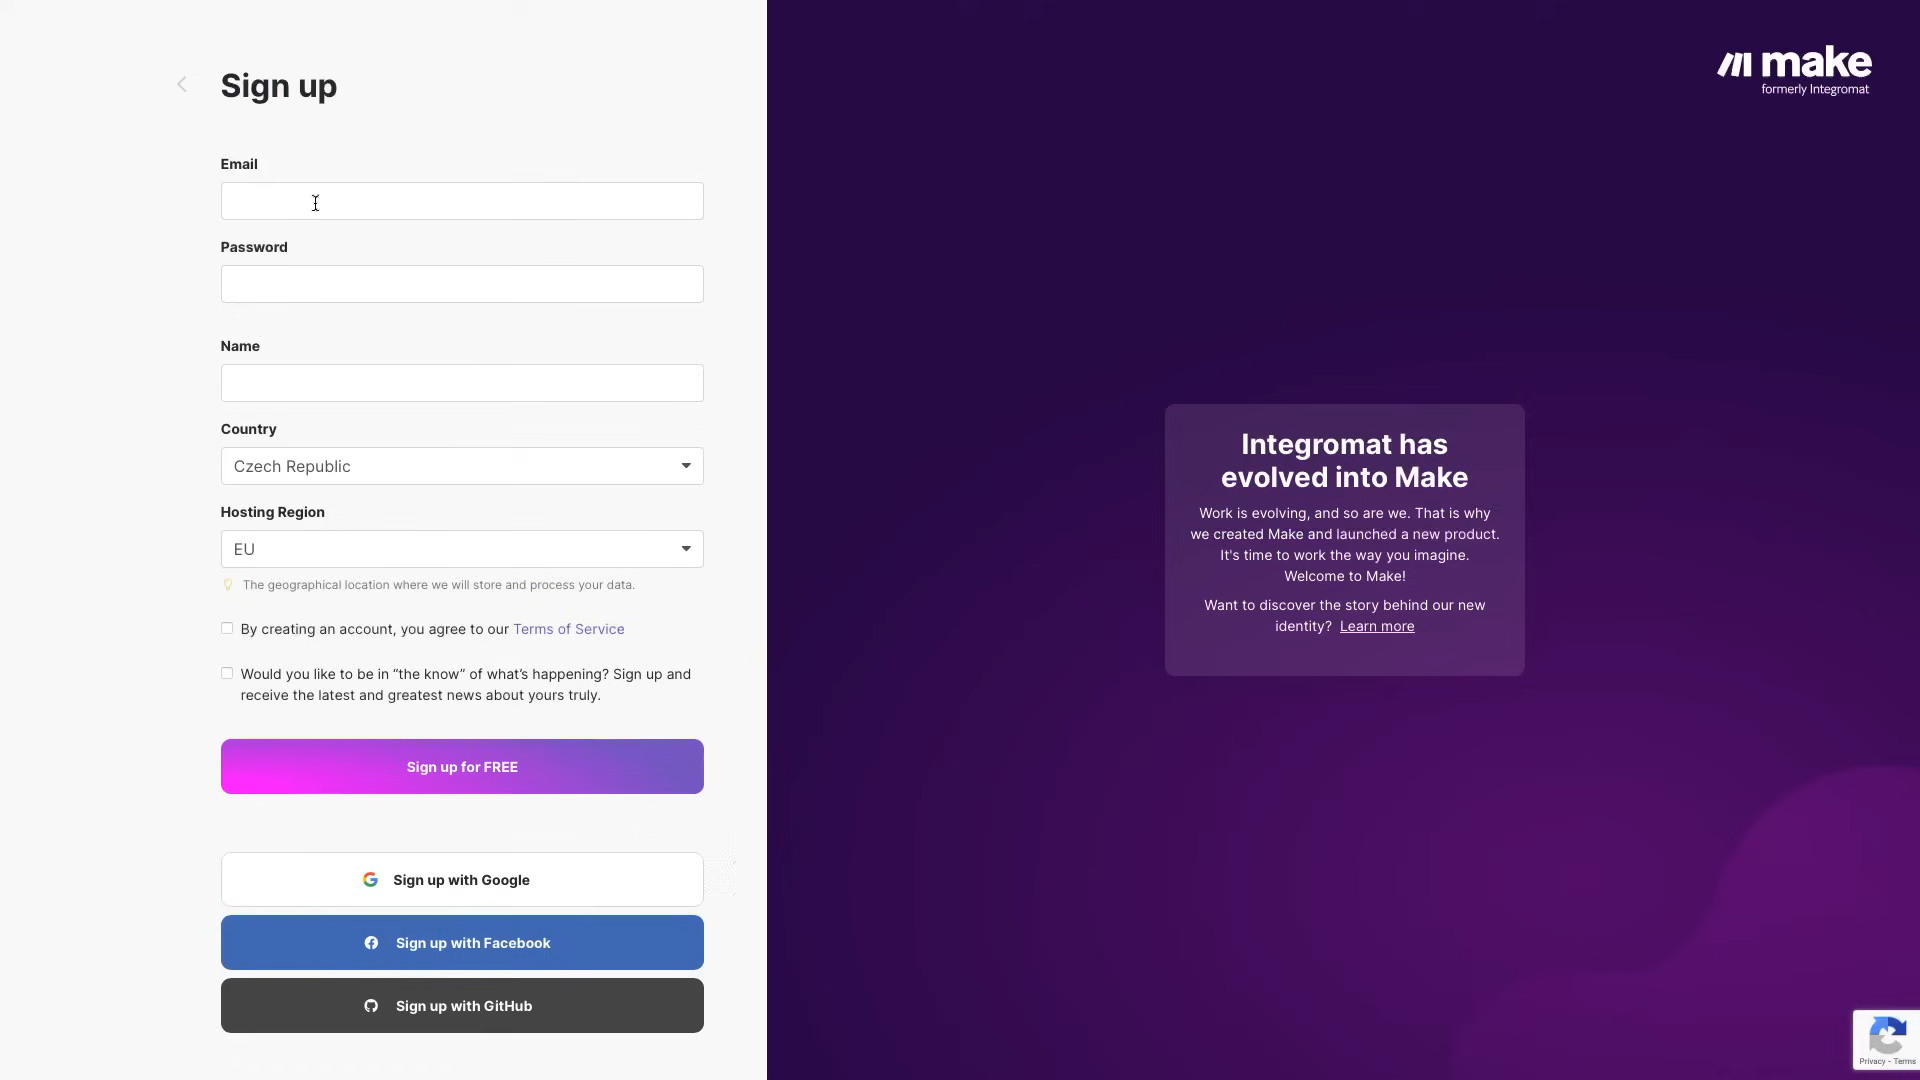 Sign up
Email
Password
Name
Country
Czech Republic
Hosting Region
EU
The geographical location where we will store and process your data.
By creating an account, you agree to our Terms of Service
Would you like to be in “the know” of what’s happening? Sign up and
receive the latest and greatest news about yours truly.
Sign up for FREE
Sign up with Google
Sign up with Facebook
Sign up with GitHub
make
formerly Integromat
Integromat has
evolved into Make
Work is evolving, and so are we. That is why
we created Make and launched a new product.
It's time to work the way you imagine.
Welcome to Make!
Want to discover the story behind our new
identity? Learn more
Privacy - Terms